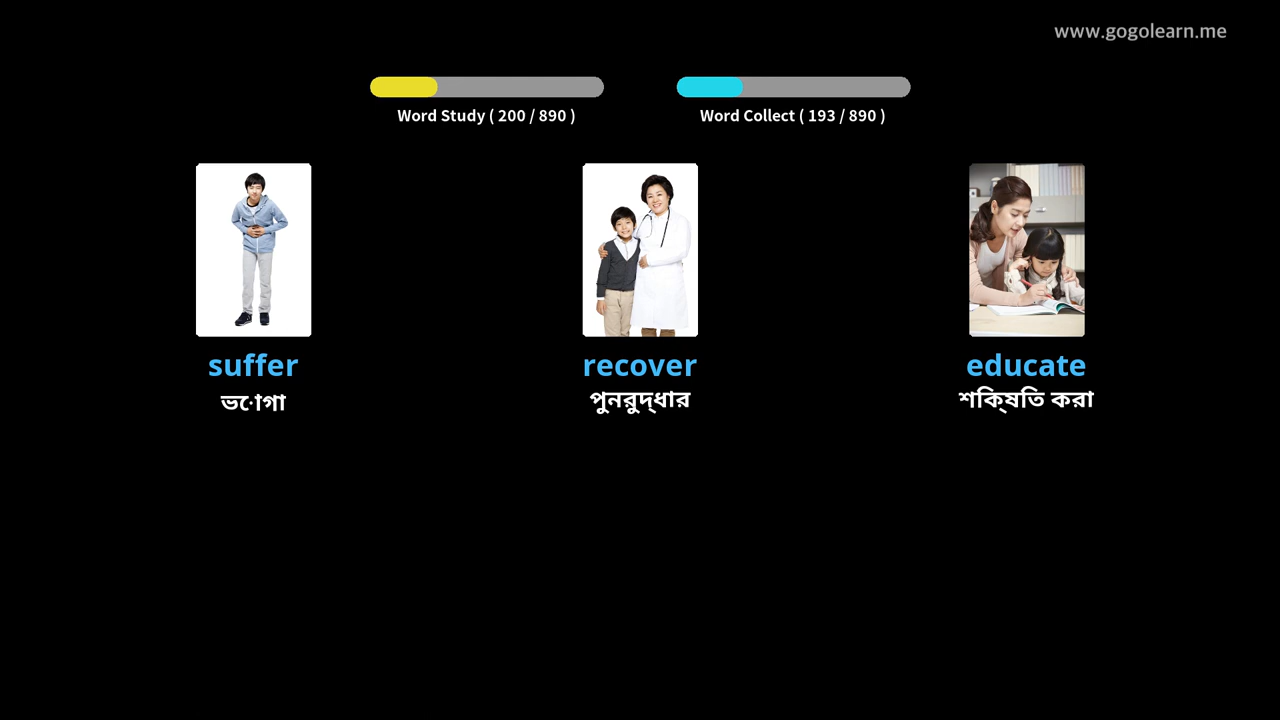 www.gogolearn.me
Word Study ( 200 / 890 )
Word Collect ( 193 / 890 )
suffer
recover
educate
ভ োগা
পুনরুদ্ধার
শিক্ষিত করা